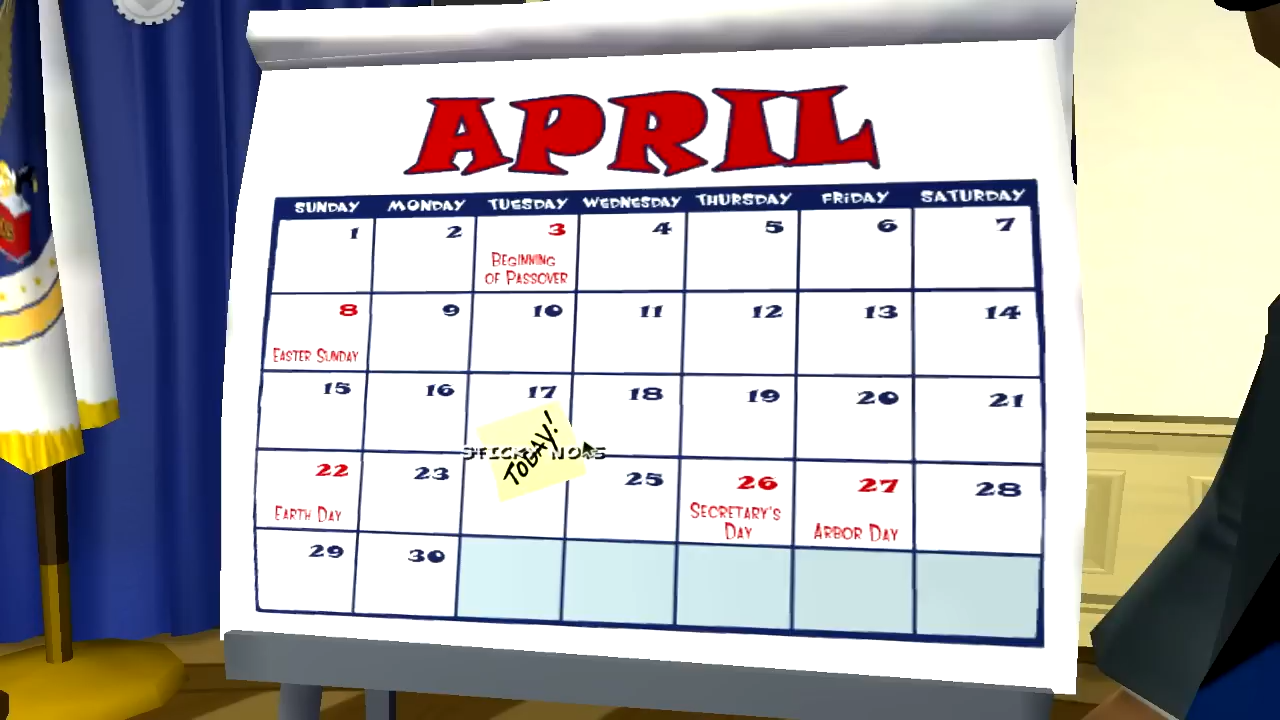 APRIL
SUNDAY MONDAY TUESDAY WEDNESDAY THURSDAY FRIDAY SATURDAY
1 2 3 4 5 6 7
BEGINNING
OF PASSOVER
8 9 10 11 12 13 14
EASTER SUNDAY
15 16 17 18 19 20 21
TODAY!
STICKY
22 23 25 26 27 28
EARTH DAY
SECRETARY'S
DAY
ARBOR DAY
29 30